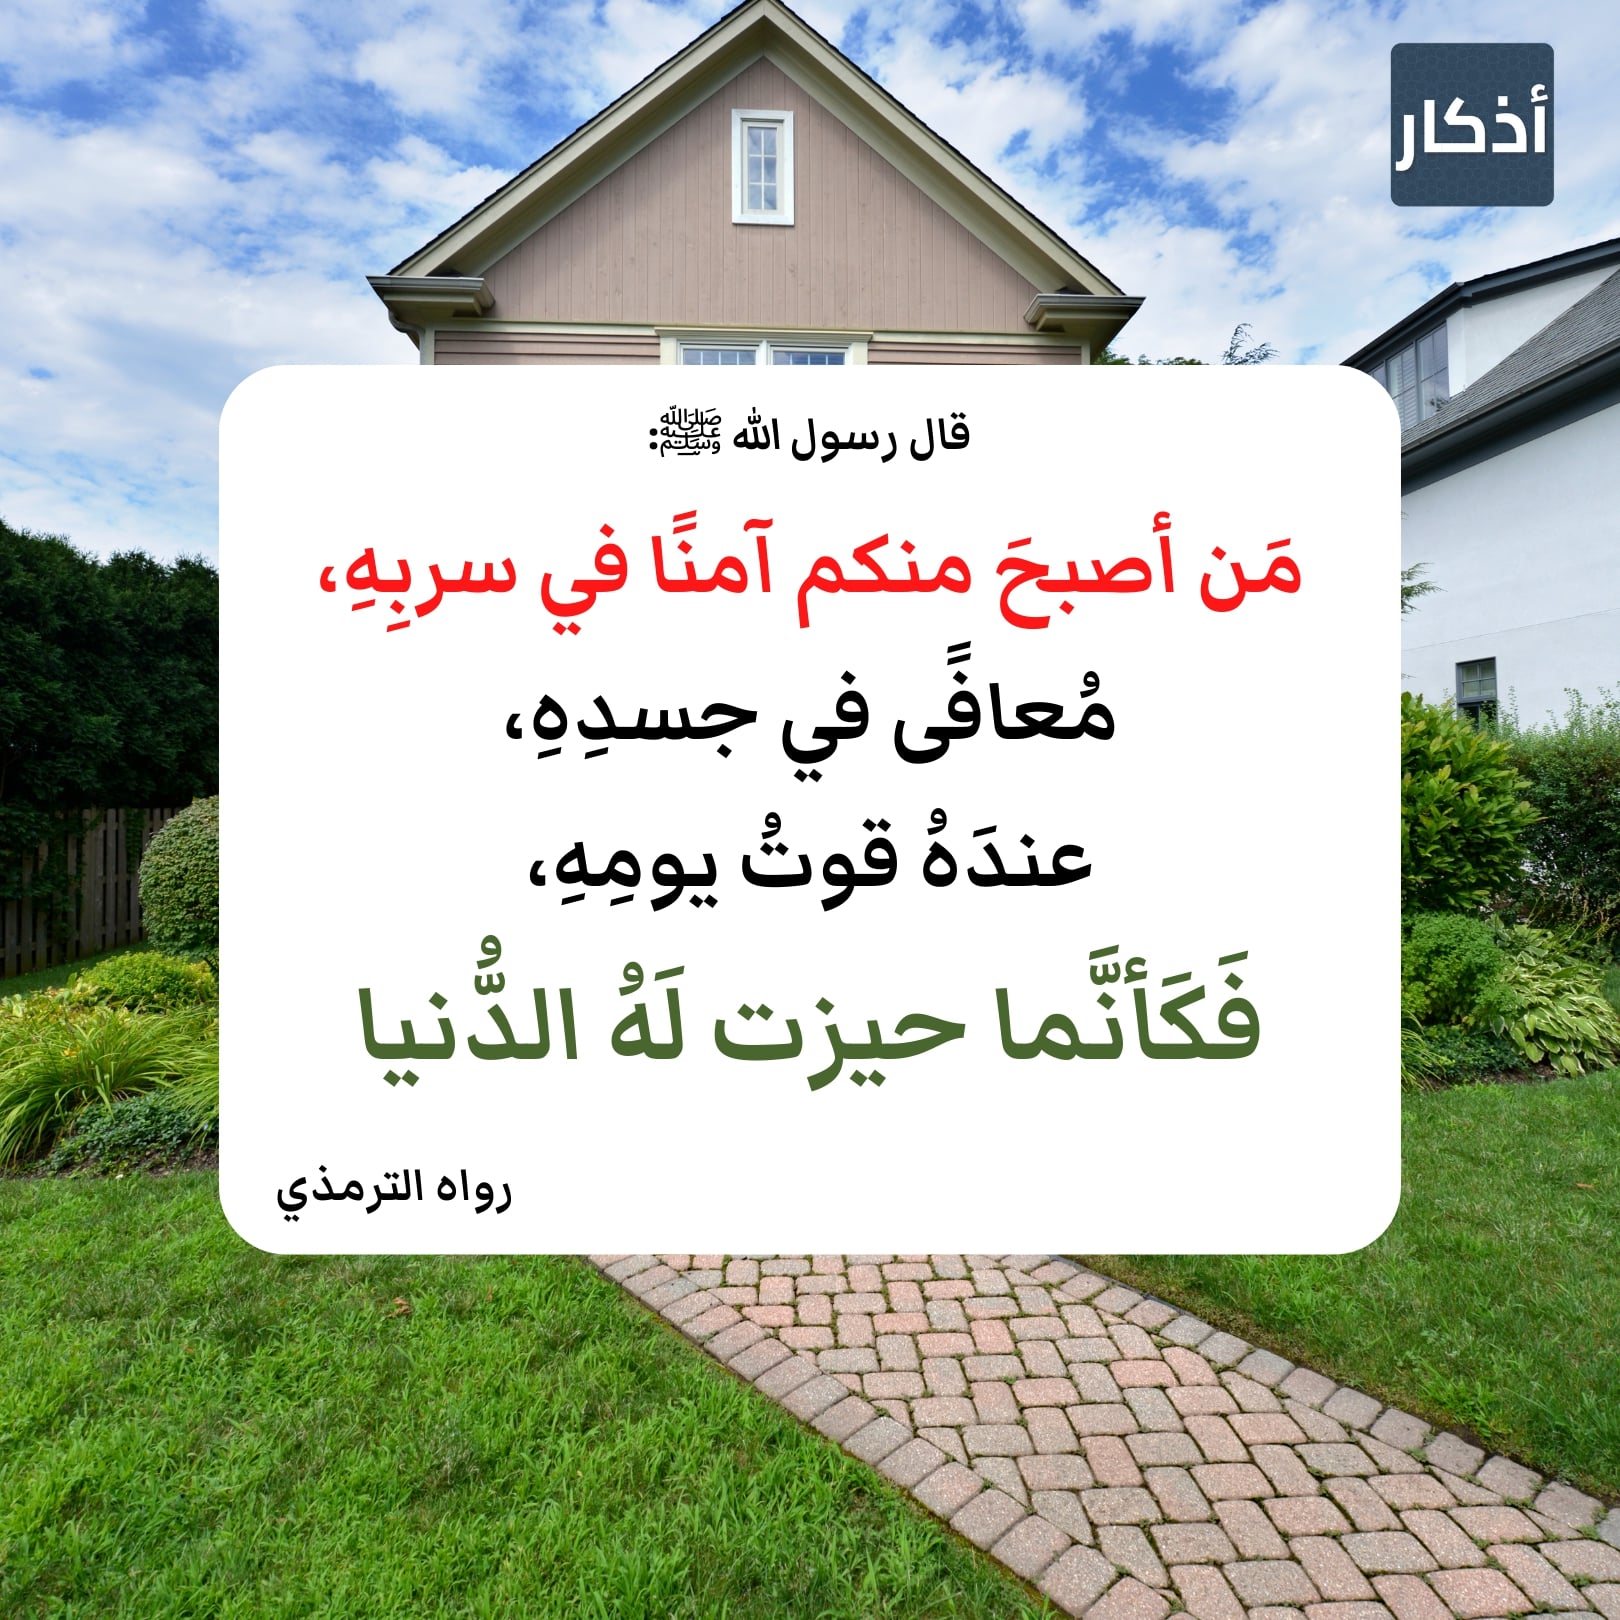 أذكار
قال رسول الله ﷺ:
مَن أصبحَ منكم آمنًا في سربِهِ،
مُعافًى في جسدِهِ،
عندَهُ قوتُ يومِهِ،
فَكَأنَّما حيزت لَهُ الدُّنيا
رواه الترمذي